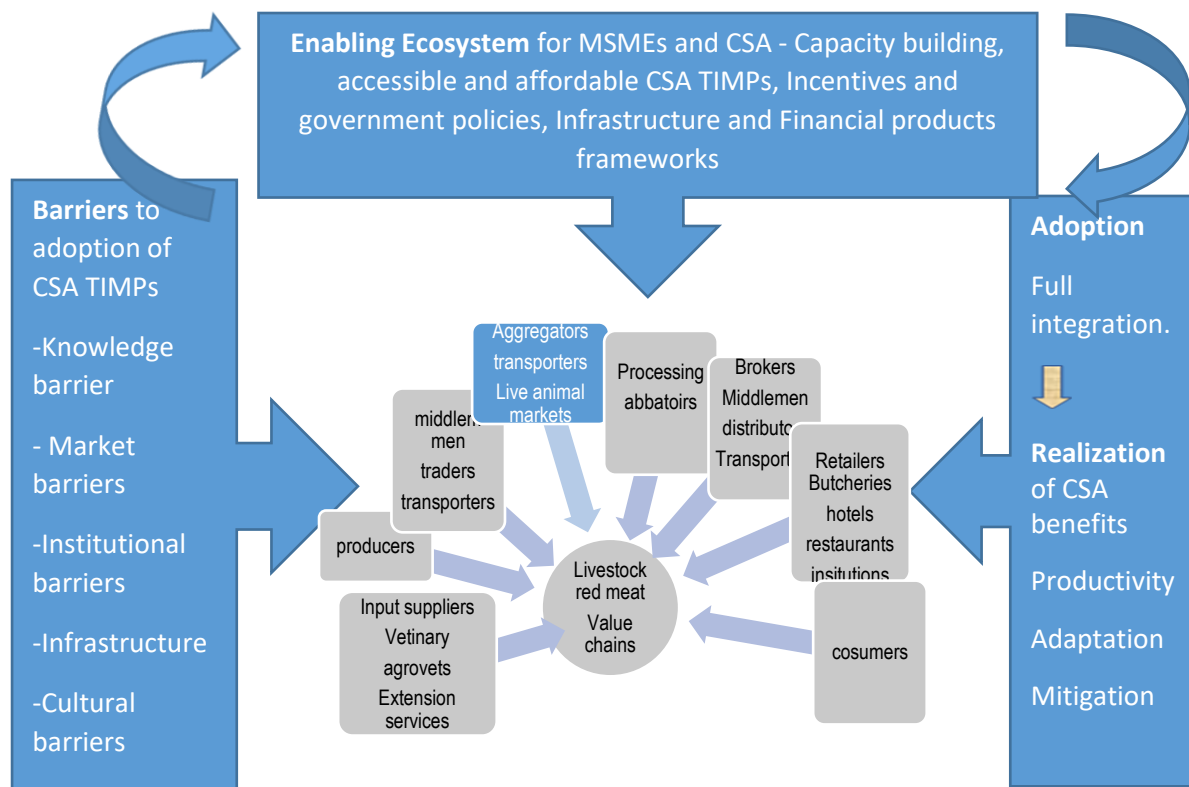 Enabling Ecosystem for MSMEs and CSA - Capacity building,
accessible and affordable CSA TIMPs, Incentives and
government policies, Infrastructure and Financial products
frameworks
Barriers to
adoption of
CSA TIMPs
-Knowledge
barrier
- Market
barriers
-Institutional
barriers
-Infrastructure
-Cultural
barriers
Input suppliers
Vetinary
agrovets
Extension
services
producers
middlem
men
traders
transporters
Aggregators
transporters
Live animal
markets
Processing
abbatoirs
Brokers
Middlemen
distributo
Transport
Retailers
Butcheries
hotels
restaurants
insitutions
cosumers
Livestock
red meat
Value
chains
Adoption
Full
integration.
Realization
of CSA
benefits
Productivity
Adaptation
Mitigation